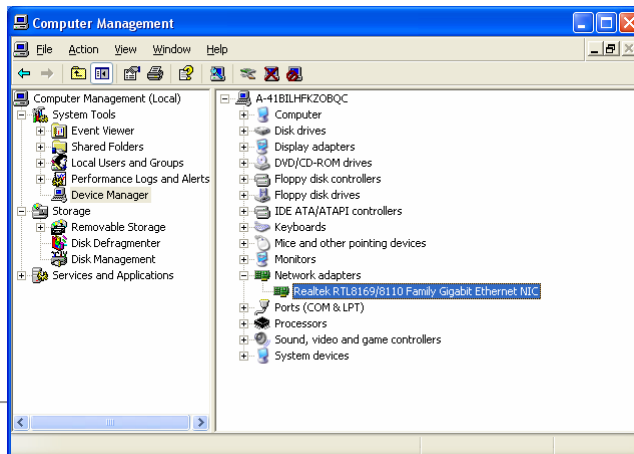 Computer Management
File Action View Window Help
Computer Management (Local)
System Tools
Event Viewer
Shared Folders
Local Users and Groups
Performance Logs and Alerts
Device Manager
Storage
Removable Storage
Disk Defragmenter
Disk Management
Services and Applications
A-41BILHFKZOBQC
Computer
Disk drives
Display adapters
DVD/CD-ROM drives
Floppy disk controllers
Floppy disk drives
IDE ATA/ATAPI controllers
Keyboards
Mice and other pointing devices
Monitors
Network adapters
Realtek RTL8169/8110 Family Gigabit Ethernet NIC
Ports (COM & LPT)
Processors
Sound, video and game controllers
System devices